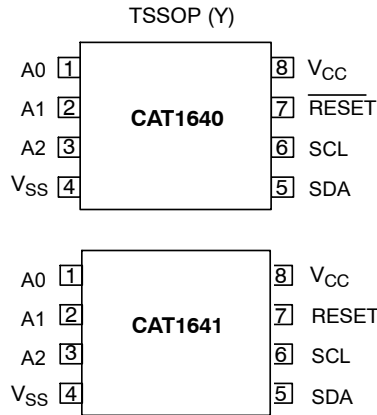 TSSOP (Y)
A0 1 8 VCC
A1 2 CAT1640 7 RESET
A2 3 6 SCL
VSS 4 5 SDA
A0 1 8 VCC
A1 2 CAT1641 7 RESET
A2 3 6 SCL
VSS 4 5 SDA